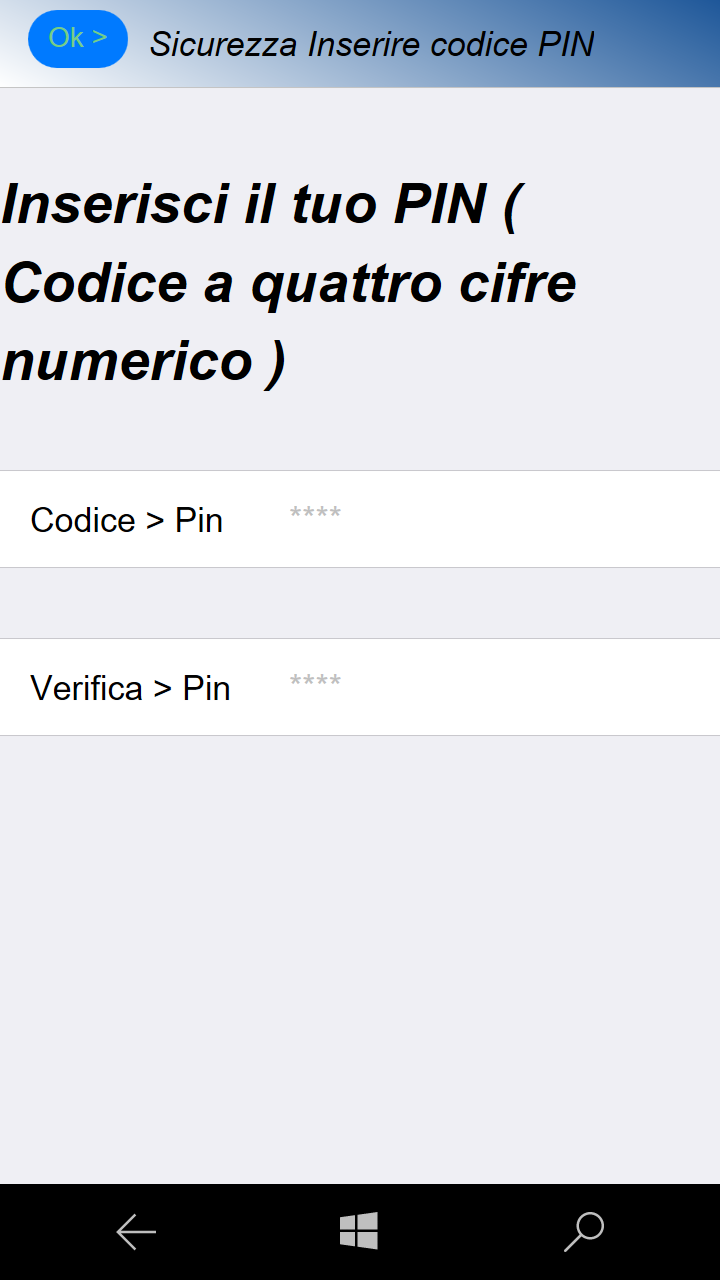 Ok > Sicurezza Inserire codice PIN
Inserisci il tuo PIN (
Codice a quattro cifre
numerico )
Codice > Pin ****
Verifica > Pin ****